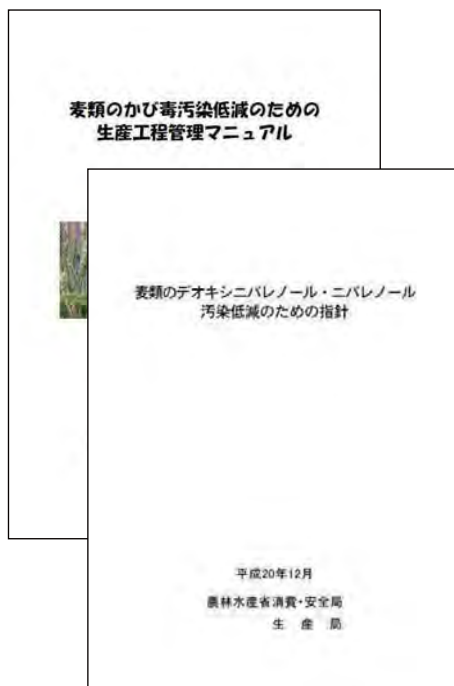 麦類のかび毒汚染低減のための
生産工程管理マニュアル
麦類のデオキシニバレノール・ニバレノール
汚染低減のための指針
平成20年12月
農林水産省消費・安全局
生産局